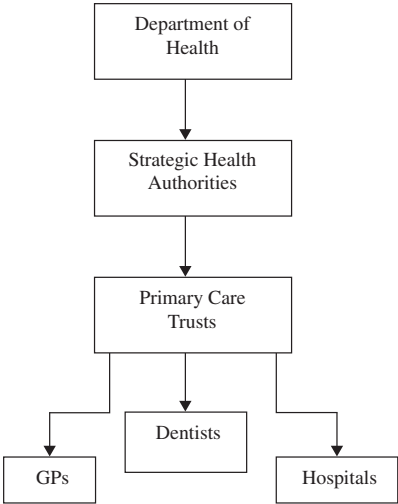 Department of
Health
Strategic Health
Authorities
Primary Care
Trusts
Dentists
GPs
Hospitals